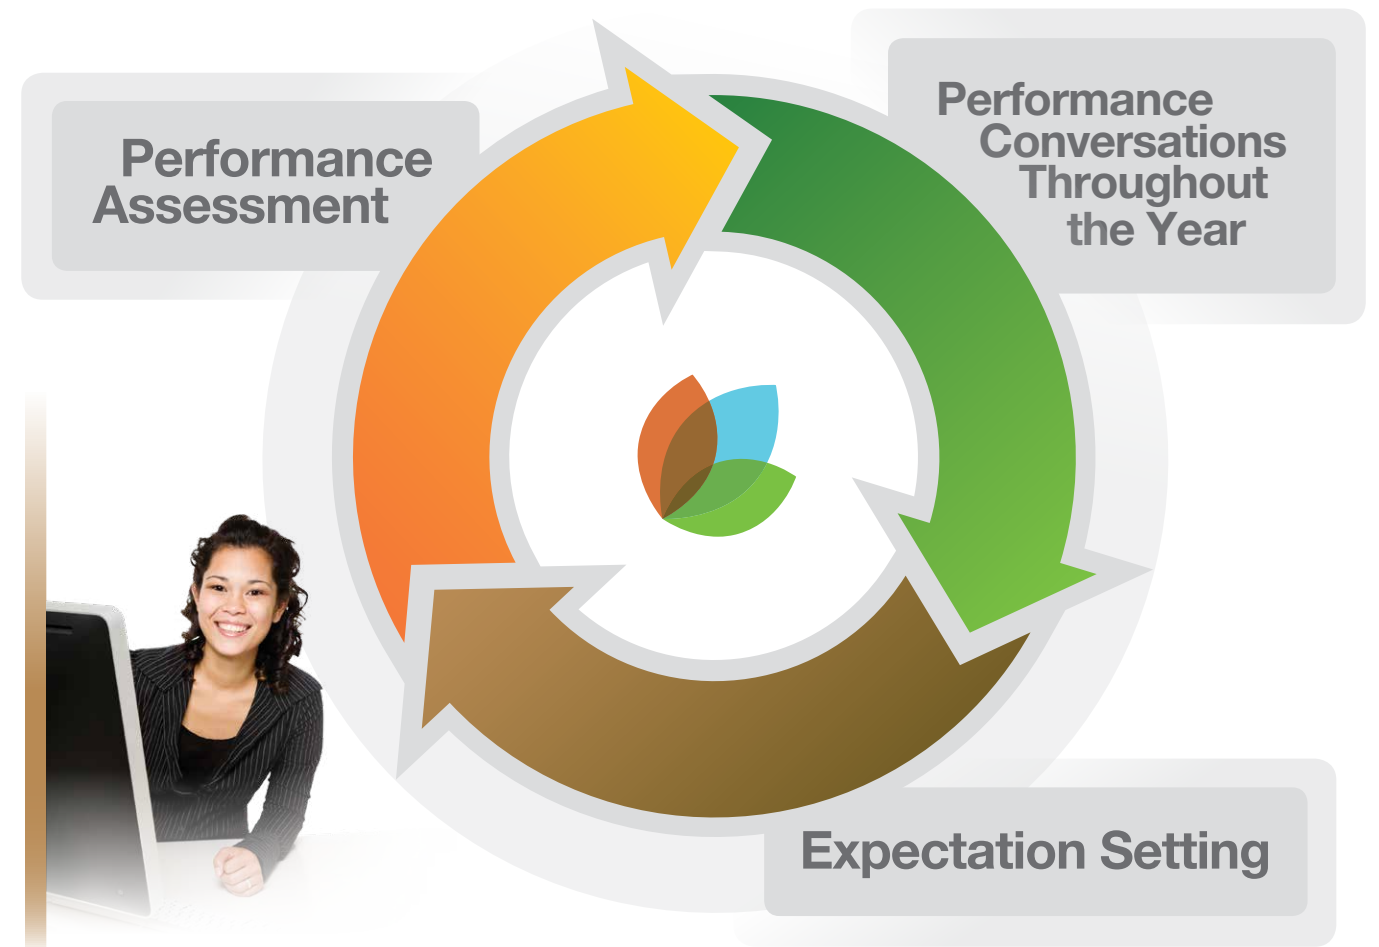 Performance
Assessment
Performance
Conversations
Throughout
the Year
Expectation Setting